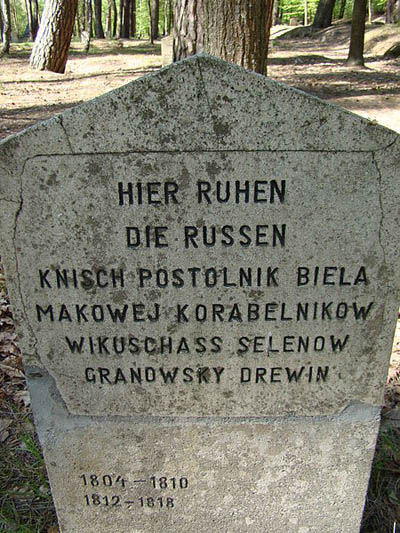 HIER RUHEN
DIE RUSSEN
KNISCH POSTOLNIK BIELA
MAKOWEJ KORABELNIKOW
WIKUSCHASS SELENOW
GRANOWSKY DREWIN
1804-1810
1812-1818